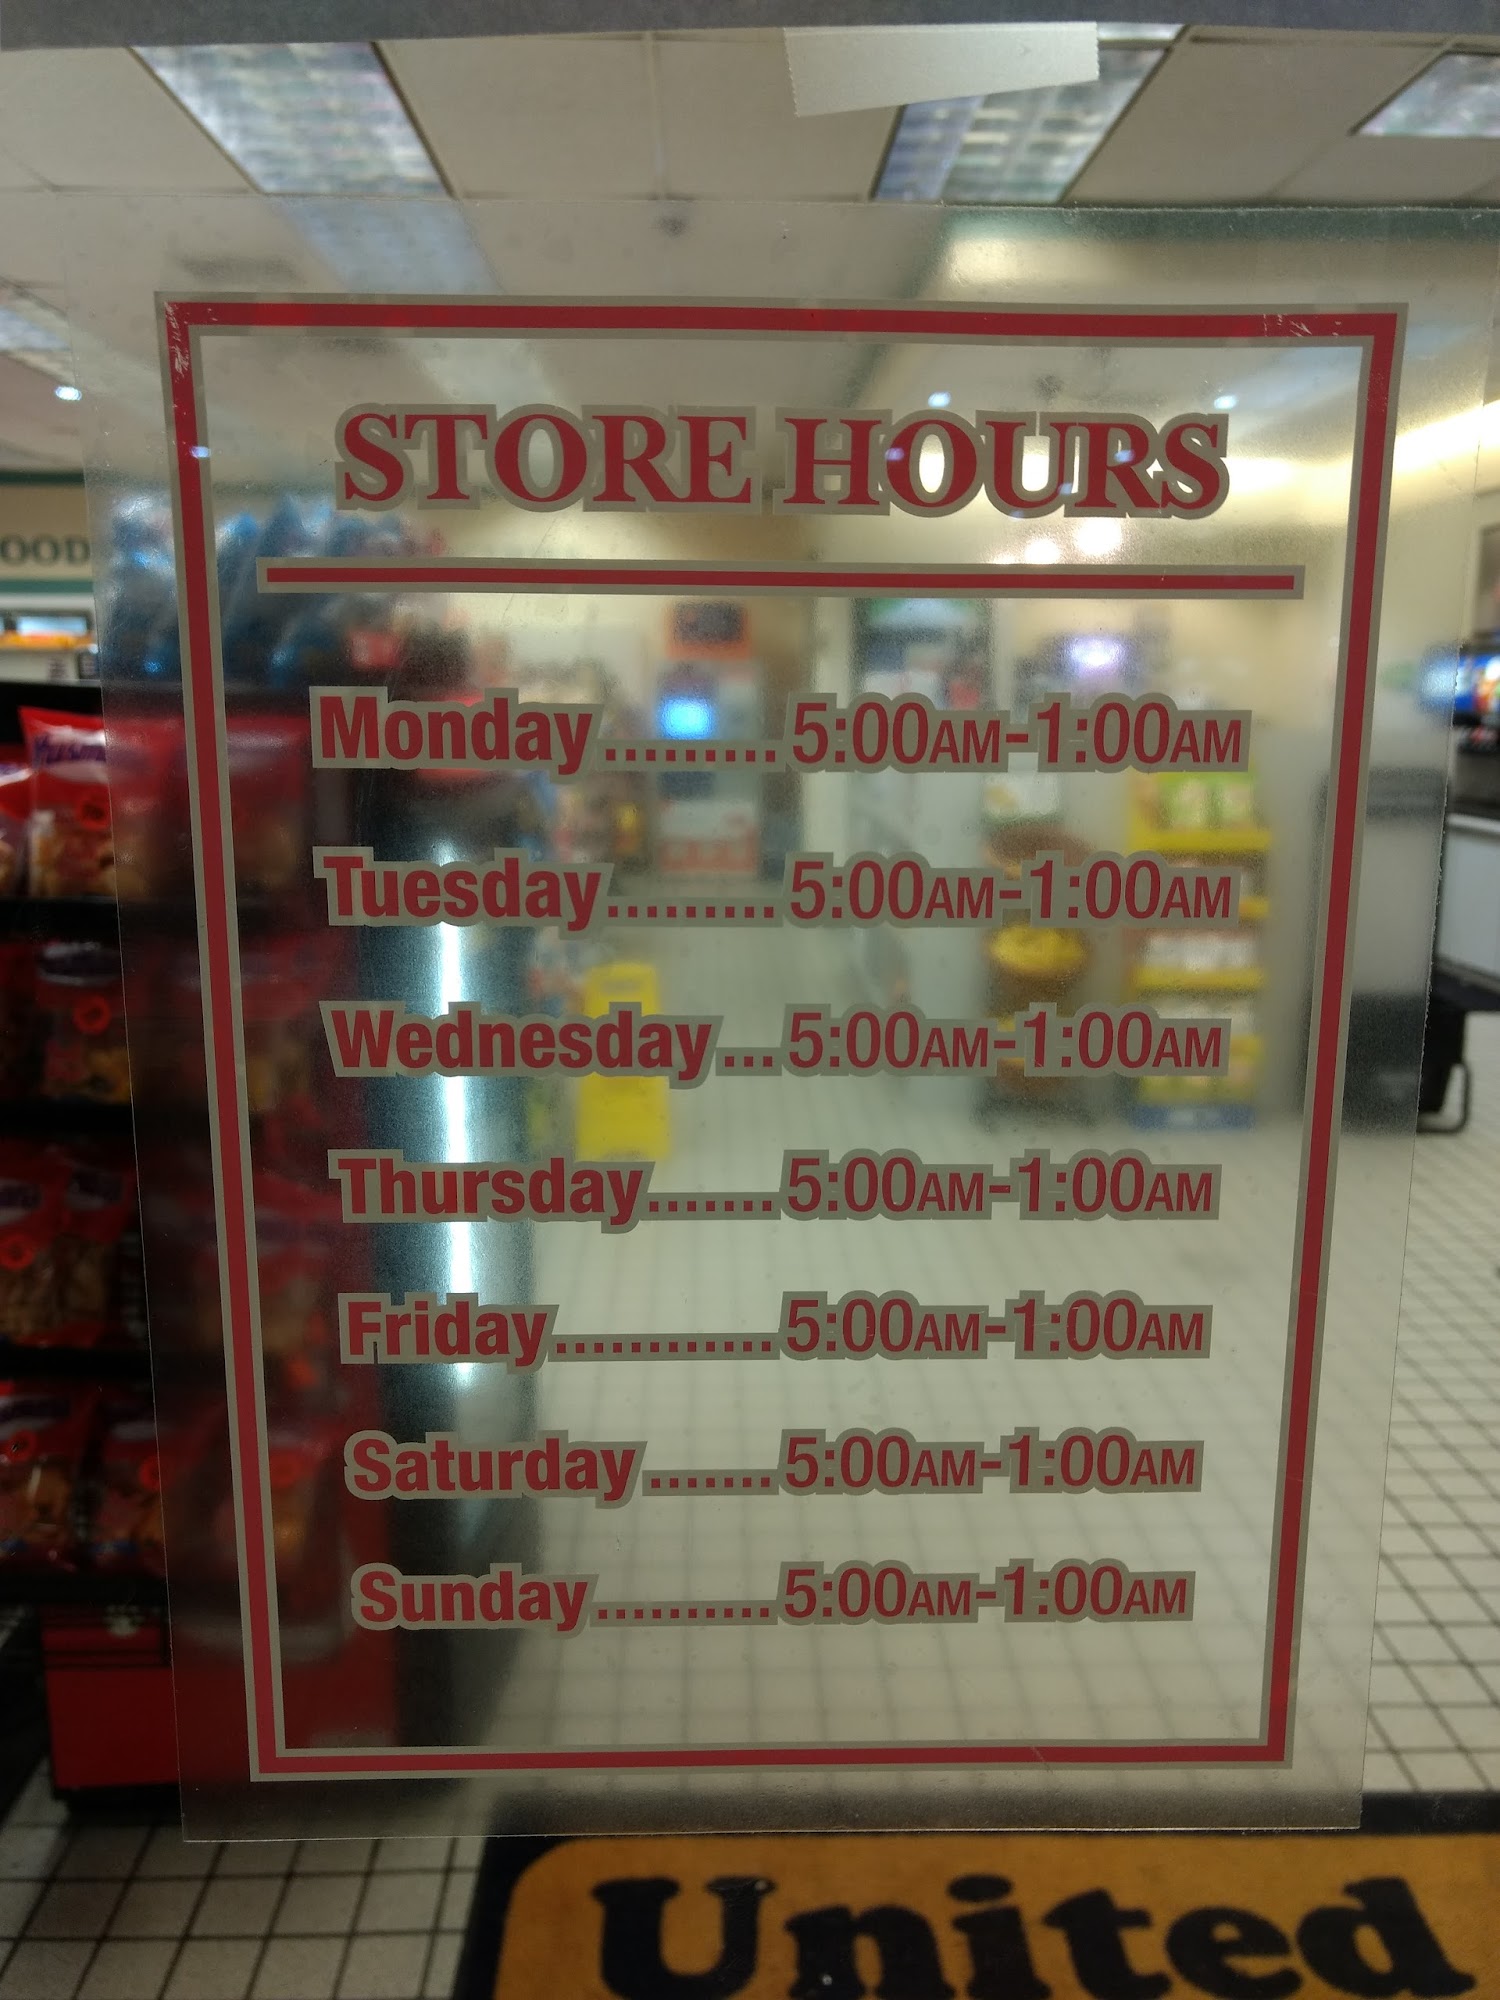 STORE HOURS
Monday.........5:00AM-1:00AM
Tuesday.........5:00AM-1:00AM
Wednesday...5:00AM-1:00AM
Thursday.......5:00AM-1:00AM
Friday............5:00AM-1:00AM
Saturday.......5:00AM-1:00AM
Sunday..........5:00AM-1:00AM
OOD
United